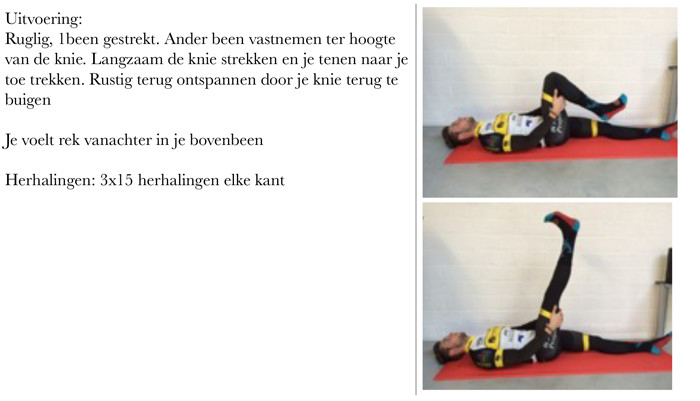 Uitvoering:
Ruglig, 1been gestrekt. Ander been vastnemen ter hoogte
van de knie. Langzaam de knie strekken en je tenen naar je
toe trekken. Rustig terug ontspannen door je knie terug te
buigen
Je voelt rek vanachter in je bovenbeen
Herhalingen: 3x15 herhalingen elke kant